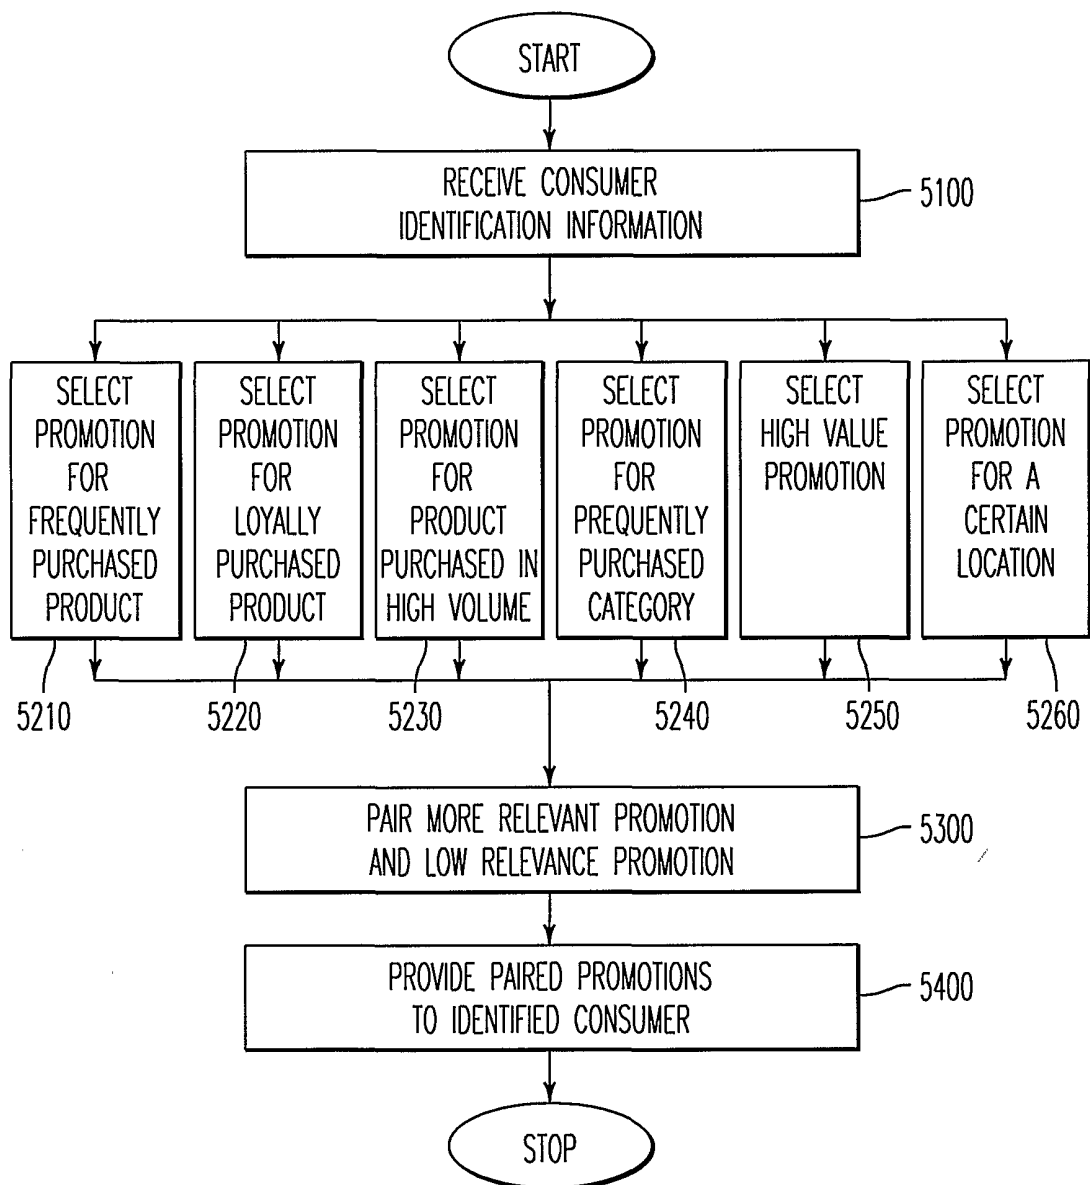 START
RECEIVE CONSUMER
IDENTIFICATION INFORMATION
5100
SELECT
PROMOTION
FOR
FREQUENTLY
PURCHASED
PRODUCT
5210
SELECT
PROMOTION
FOR
LOYALLY
PURCHASED
PRODUCT
5220
SELECT
PROMOTION
FOR
PRODUCT
PURCHASED IN
HIGH VOLUME
5230
SELECT
PROMOTION
FOR
PREQUENTLY
PURCHASED
CATEGORY
5240
SELECT
HIGH VALUE
PROMOTION
5250
SELECT
PROMOTION
FOR A
CERTAIN
LOCATION
5260
PAIR MORE RELEVANT PROMOTION
AND LOW RELEVANCE PROMOTION
5300
PROVIDE PAIRED PROMOTIONS
TO IDENTIFIED CONSUMER
5400
STOP